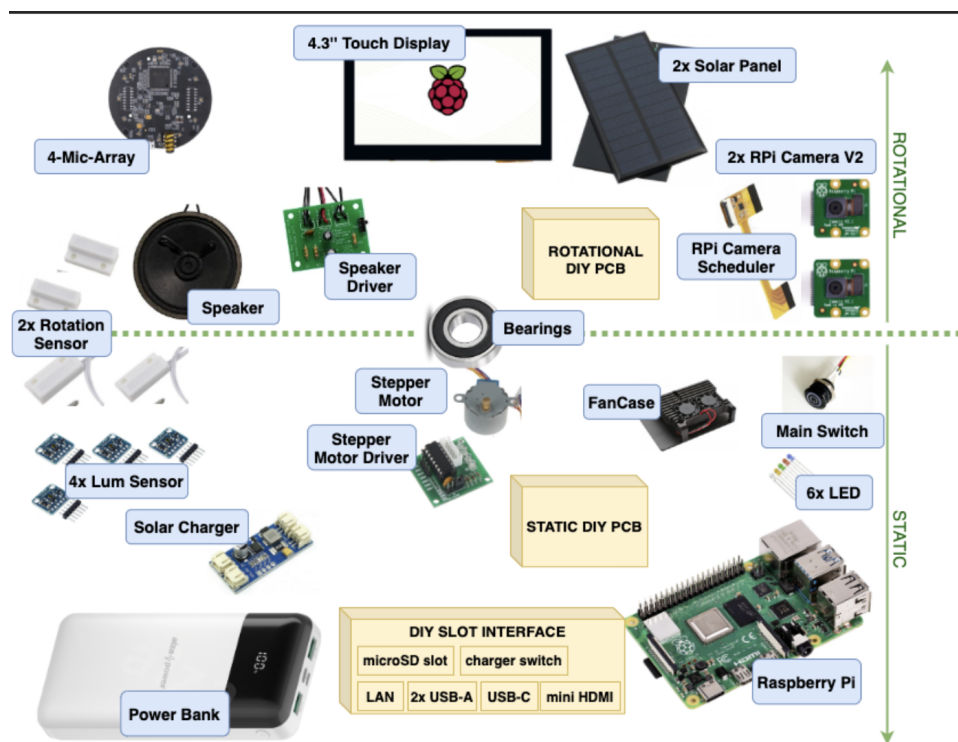 4.3" Touch Display
2x Solar Panel
4-Mic-Array
2x RPi Camera V2
ROTATIONAL
Speaker
Driver
ROTATIONAL
DIY PCB
RPi Camera
Scheduler
Speaker
2x Rotation
Sensor
Bearings
Stepper
Motor
FanCase
Main Switch
Stepper
Motor Driver
4x Lum Sensor
6x LED
Solar Charger
STATIC DIY PCB
STATIC
DIY SLOT INTERFACE
microSD slot
charger switch
LAN
2x USB-A
USB-C
mini HDMI
Raspberry Pi
Power Bank